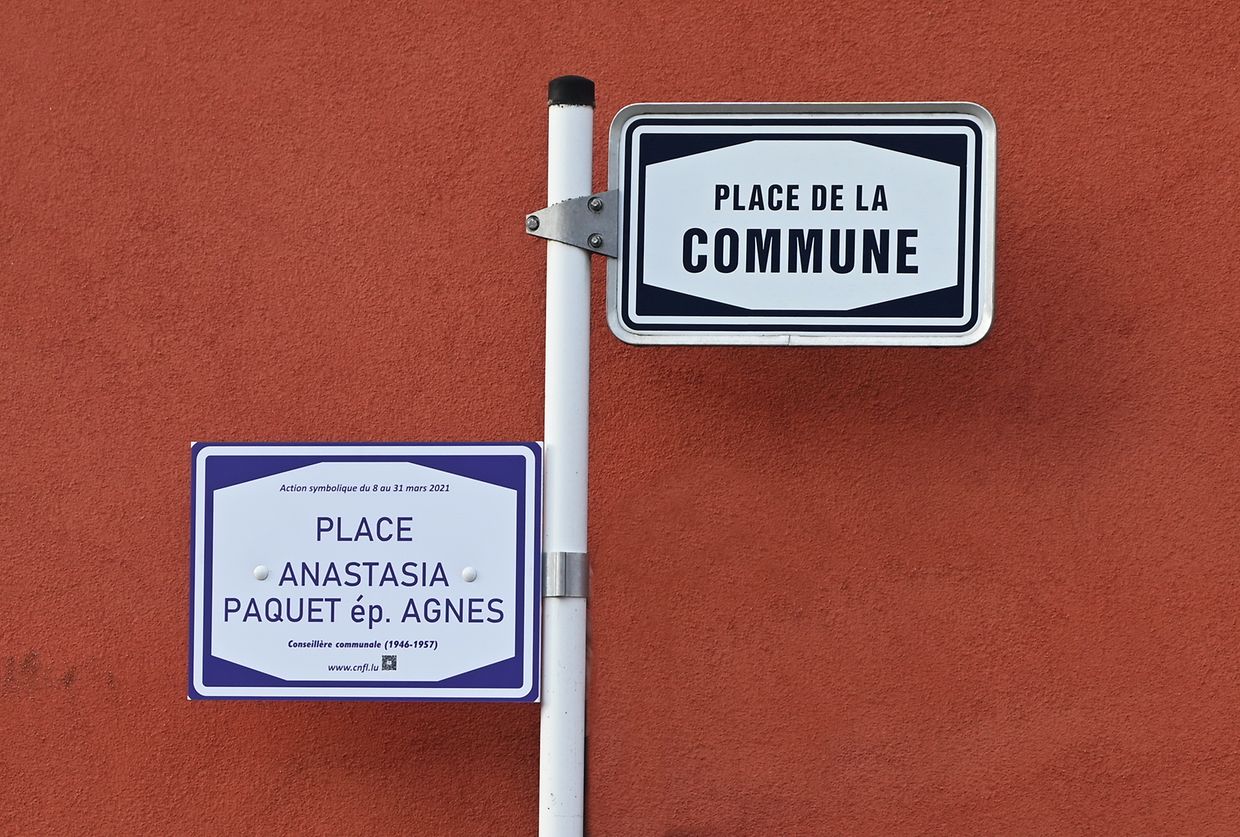 PLACE DE LA
COMMUNE
Action symbolique du 8 au 31 mars 2021
PLACE
ANASTASIA
PAQUET ép. AGNES
Conseillère communale (1946-1957)
www.cnfl.lu